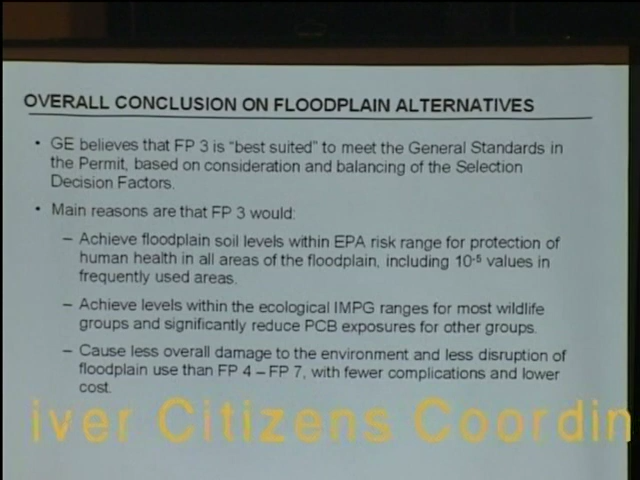 OVERALL CONCLUSION ON FLOODPLAIN ALTERNATIVES
• GE believes that FP 3 is “best suited” to meet the General Standards in
the Permit, based on consideration and balancing of the Selection
Decision Factors.
• Main reasons are that FP 3 would:
– Achieve floodplain soil levels within EPA risk range for protection of
human health in all areas of the floodplain, including 10⁻⁵ values in
frequently used areas.
– Achieve levels within the ecological IMPG ranges for most wildlife
groups and significantly reduce PCB exposures for other groups.
– Cause less overall damage to the environment and less disruption of
floodplain use than FP 4 – FP 7, with fewer complications and lower
cost.
iver Citizens Coordin